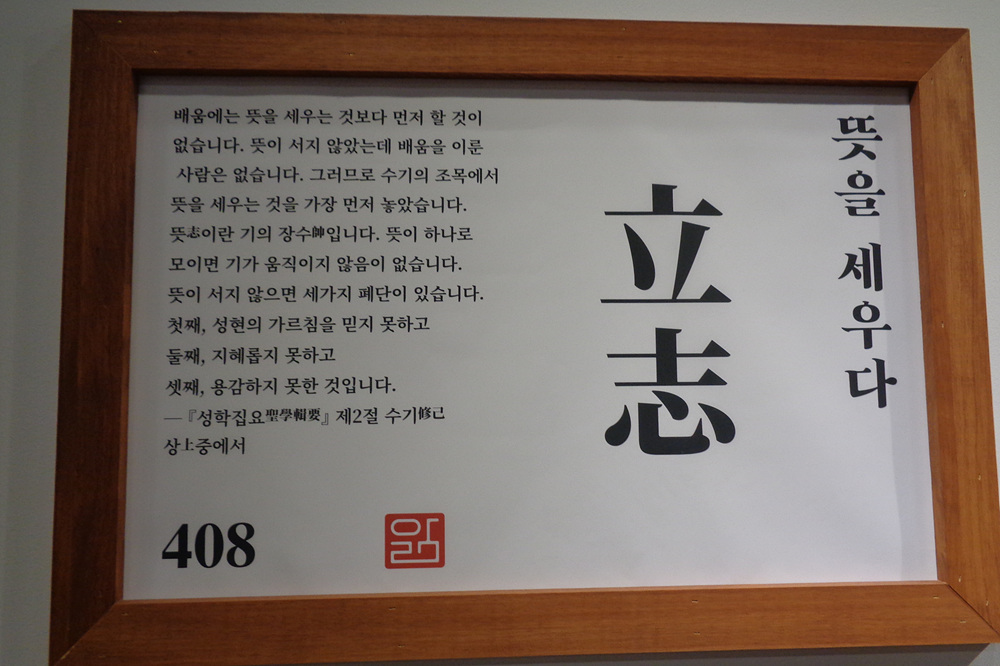 뜻을 세우다
立志
배움에는 뜻을 세우는 것보다 먼저 할 것이
없습니다. 뜻이 서지 않았는데 배움을 이룬
사람은 없습니다. 그러므로 수기의 조목에서
뜻을 세우는 것을 가장 먼저 놓았습니다.
뜻志이란 기의 장수帥입니다. 뜻이 하나로
모이면 기가 움직이지 않음이 없습니다.
뜻이 서지 않으면 세가지 폐단이 있습니다.
첫째, 성현의 가르침을 믿지 못하고
둘째, 지혜롭지 못하고
셋째, 용감하지 못한 것입니다.
―『성학집요聖學輯要』 제2절 수기修己
상上중에서
408
앎